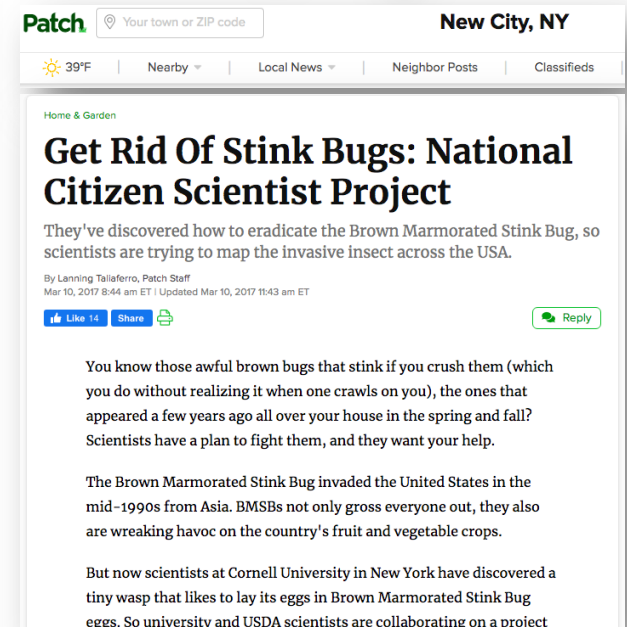 Patch
Your town or ZIP code
New City, NY
39°F
Nearby
Local News
Neighbor Posts
Classifieds
Home & Garden
Get Rid Of Stink Bugs: National
Citizen Scientist Project
They've discovered how to eradicate the Brown Marmorated Stink Bug, so
scientists are trying to map the invasive insect across the USA.
By Lanning Taliaferro, Patch Staff
Mar 10, 2017 8:44 am ET | Updated Mar 10, 2017 11:43 am ET
Like 14
Share
Reply
You know those awful brown bugs that stink if you crush them (which
you do without realizing it when one crawls on you), the ones that
appeared a few years ago all over your house in the spring and fall?
Scientists have a plan to fight them, and they want your help.
The Brown Marmorated Stink Bug invaded the United States in the
mid-1990s from Asia. BMSBs not only gross everyone out, they also
are wreaking havoc on the country's fruit and vegetable crops.
But now scientists at Cornell University in New York have discovered a
tiny wasp that likes to lay its eggs in Brown Marmorated Stink Bug
eggs. So university and USDA scientists are collaborating on a project